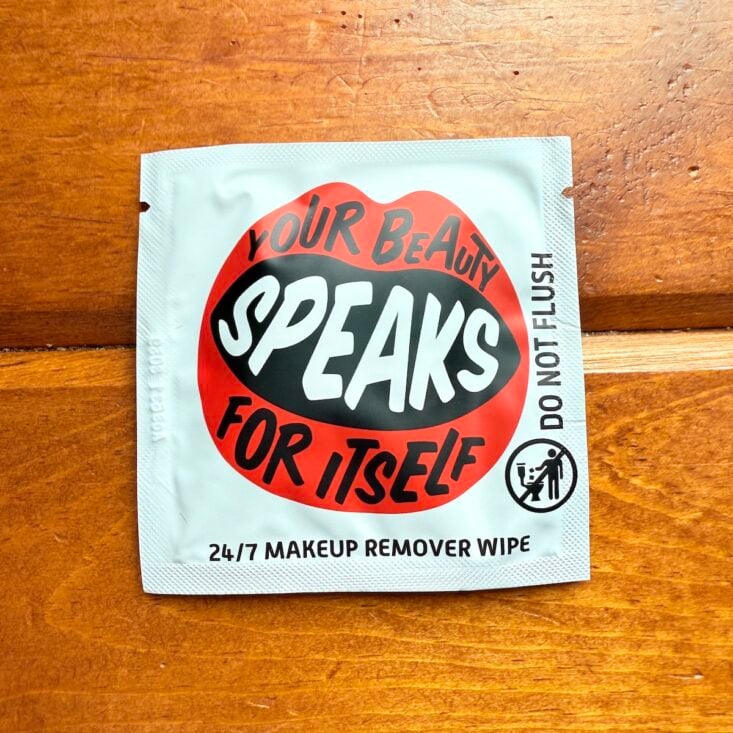 YOUR BEAUTY
SPEAKS
FOR ITSELF
24/7 MAKEUP REMOVER WIPE
DO NOT FLUSH